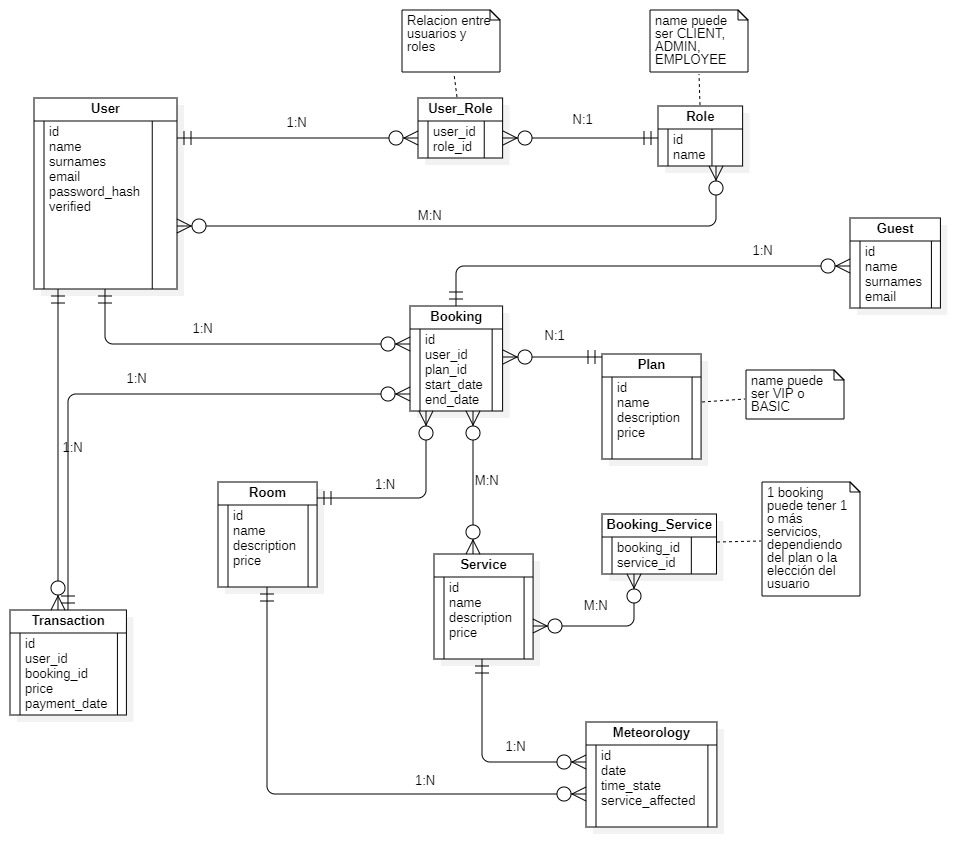 Relacion entre
usuarios y
roles
name puede
ser CLIENT,
ADMIN,
EMPLOYEE
User
id
name
surnames
email
password_hash
verified
1:N
User_Role
user_id
role_id
N:1
Role
id
name
M:N
Guest
id
name
surnames
email
1:N
Booking
id
user_id
plan_id
start_date
end_date
1:N
N:1
Plan
id
name
description
price
name puede
ser VIP o
BASIC
1:N
1:N
Room
id
name
description
price
1:N
M:N
Booking_Service
booking_id
service_id
1 booking
puede tener 1
o más
servicios,
dependiendo
del plan o la
elección del
usuario
Service
id
name
description
price
M:N
Transaction
id
user_id
booking_id
price
payment_date
Meteorology
id
date
time_state
service_affected
1:N
1:N